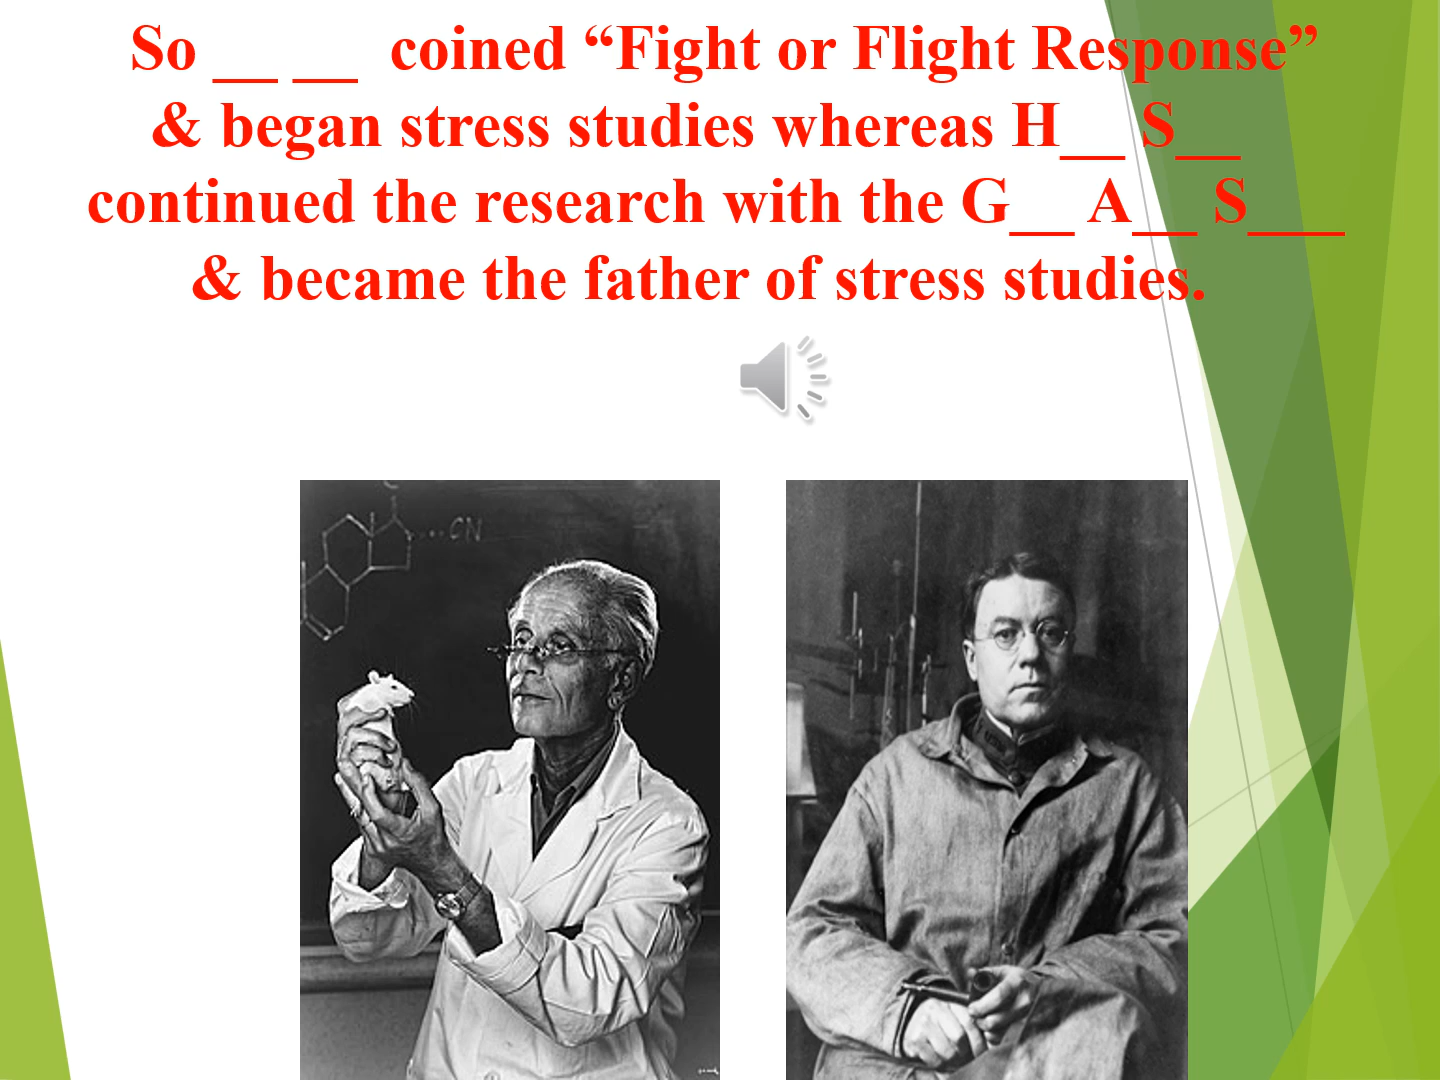 So __ __ coined “Fight or Flight Response”
& began stress studies whereas H__ S__
continued the research with the G__ A__ S___
& became the father of stress studies.
CN